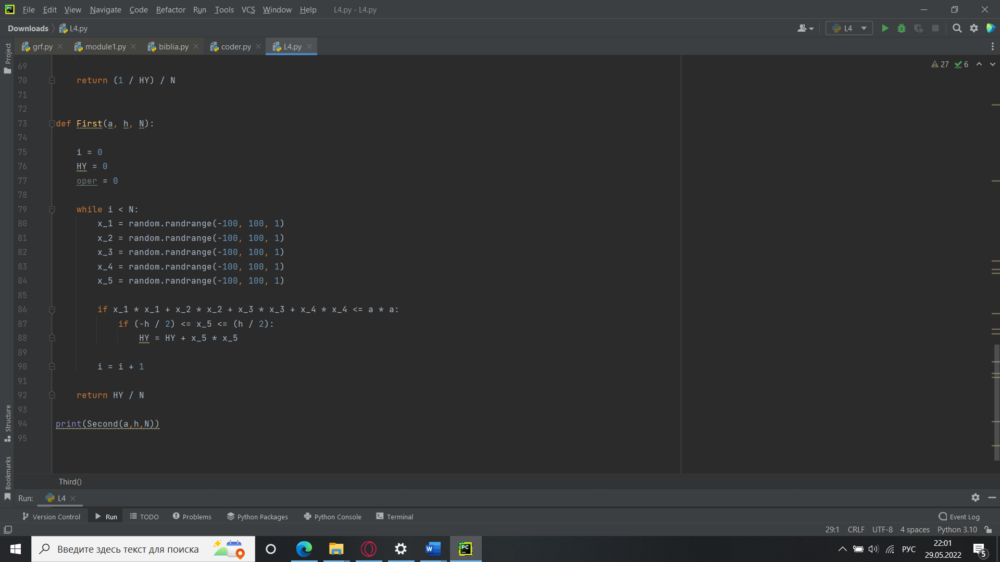 File Edit View Navigate Code Refactor Run Tools VCS Window Help L4.py - L4.py
Downloads L4.py L4
grf.py module1.py biblia.py coder.py L4.py
Project
27 6
69
70 return (1 / HY) / N
71
72
73 def First(a, h, N):
74
75 i = 0
76 HY = 0
77 oper = 0
78
79 while i < N:
80 x_1 = random.randrange(-100, 100, 1)
81 x_2 = random.randrange(-100, 100, 1)
82 x_3 = random.randrange(-100, 100, 1)
83 x_4 = random.randrange(-100, 100, 1)
84 x_5 = random.randrange(-100, 100, 1)
85
86 if x_1 * x_1 + x_2 * x_2 + x_3 * x_3 + x_4 * x_4 <= a * a:
87 if (-h / 2) <= x_5 <= (h / 2):
88 HY = HY + x_5 * x_5
89
90 i = i + 1
91
92 return HY / N
93
94 print(Second(a,h,N))
95
Structure
Bookmarks
Third()
Run: L4
Version Control Run TODO Problems Python Packages Python Console Terminal Event Log
29:1 CRLF UTF-8 4 spaces Python 3.10
Введите здесь текст для поиска
РУС
22:01
29.05.2022
5